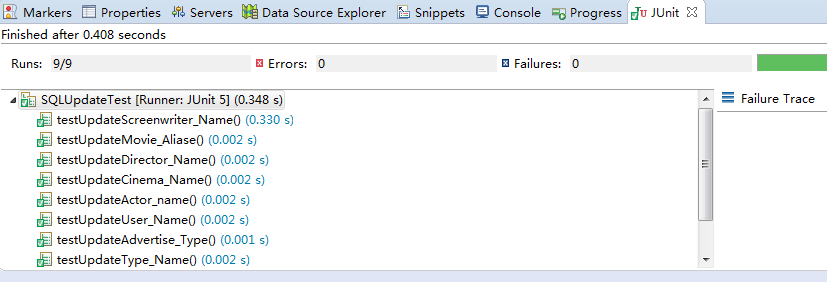 Markers Properties Servers Data Source Explorer Snippets Console Progress JUnit
Finished after 0.408 seconds
Runs: 9/9 Errors: 0 Failures: 0
SQLUpdateTest [Runner: JUnit 5] (0.348 s) Failure Trace
testUpdateScreenwriter_Name() (0.330 s)
testUpdateMovie_Aliase() (0.002 s)
testUpdateDirector_Name() (0.002 s)
testUpdateCinema_Name() (0.002 s)
testUpdateActor_name() (0.002 s)
testUpdateUser_Name() (0.002 s)
testUpdateAdvertise_Type() (0.001 s)
testUpdateType_Name() (0.002 s)